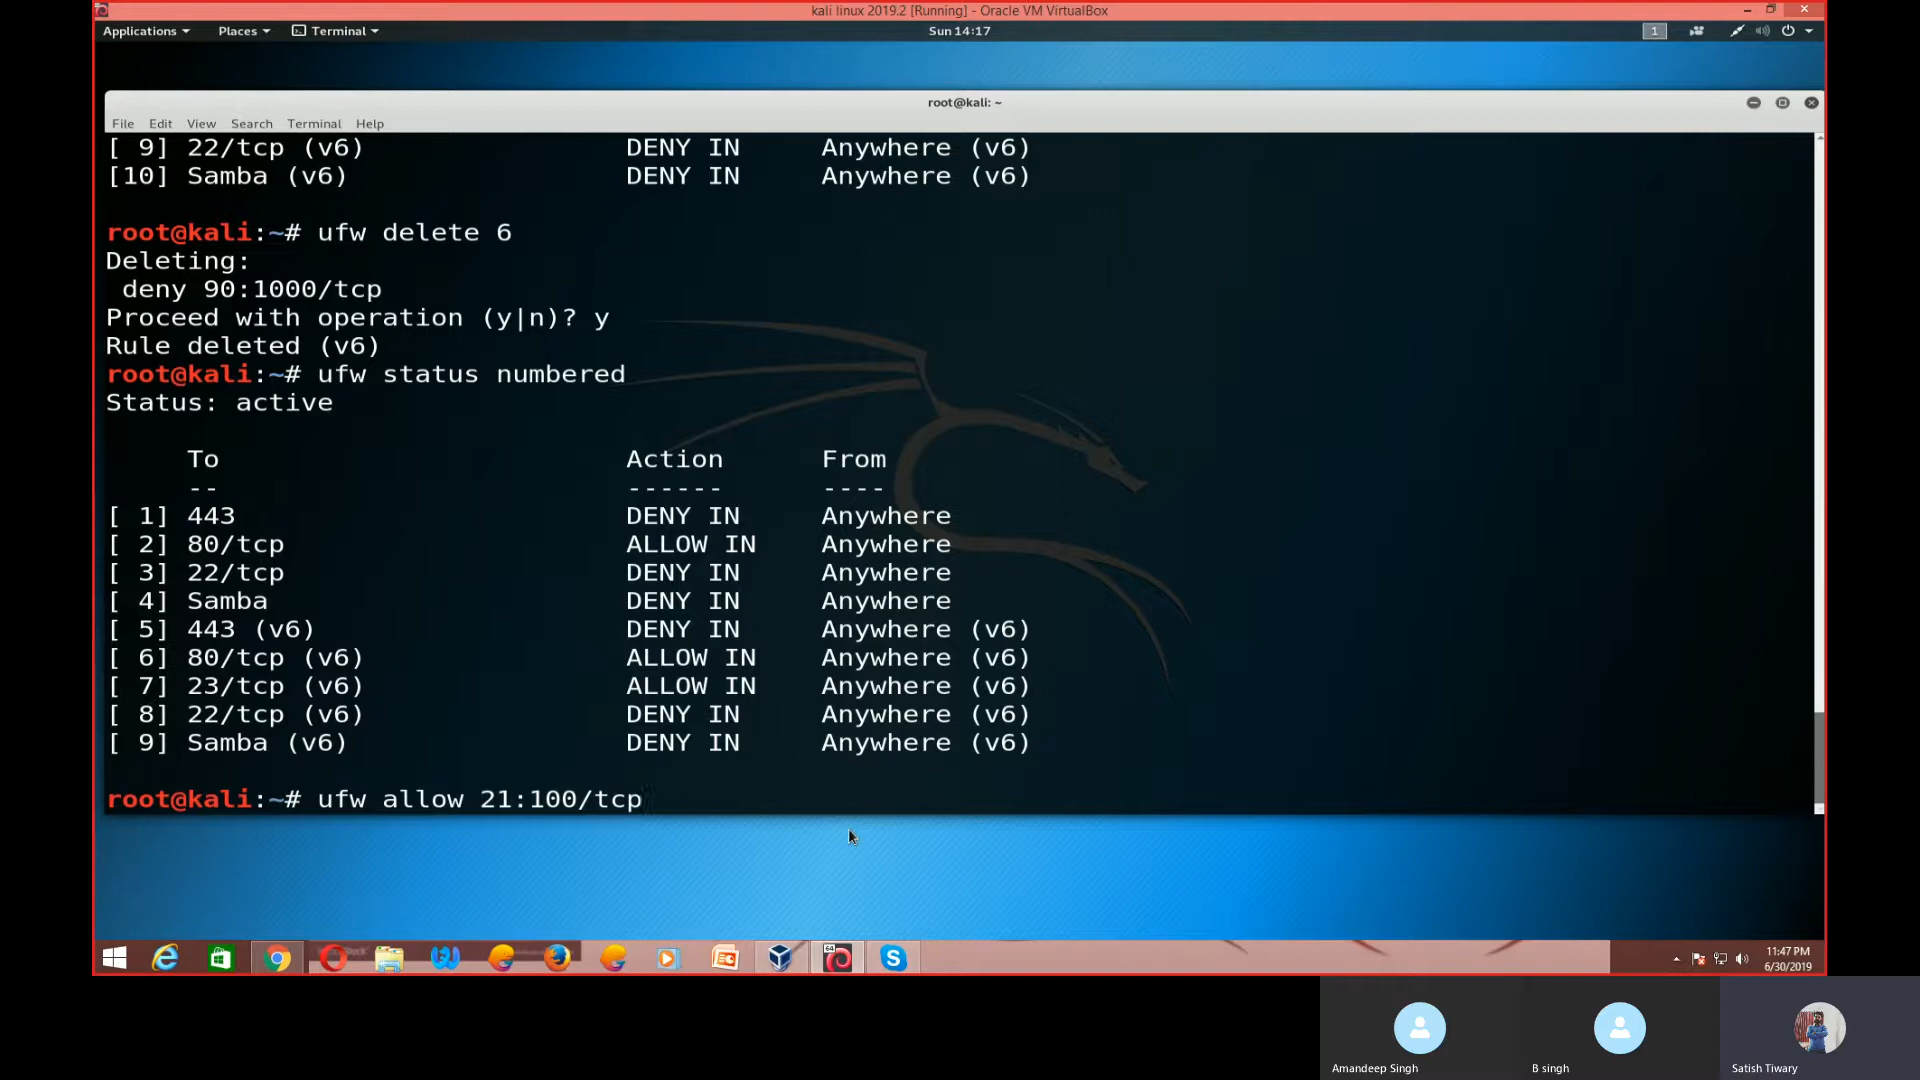 kali linux 2019.2 [Running] - Oracle VM VirtualBox
Applications Places Terminal Sun 14:17 1
root@kali: ~
File Edit View Search Terminal Help
[ 9] 22/tcp (v6) DENY IN Anywhere (v6)
[10] Samba (v6) DENY IN Anywhere (v6)
root@kali:~# ufw delete 6
Deleting:
deny 90:1000/tcp
Proceed with operation (y|n)? y
Rule deleted (v6)
root@kali:~# ufw status numbered
Status: active
To Action From
-- ------ ----
[ 1] 443 DENY IN Anywhere
[ 2] 80/tcp ALLOW IN Anywhere
[ 3] 22/tcp DENY IN Anywhere
[ 4] Samba DENY IN Anywhere
[ 5] 443 (v6) DENY IN Anywhere (v6)
[ 6] 80/tcp (v6) ALLOW IN Anywhere (v6)
[ 7] 23/tcp (v6) ALLOW IN Anywhere (v6)
[ 8] 22/tcp (v6) DENY IN Anywhere (v6)
[ 9] Samba (v6) DENY IN Anywhere (v6)
root@kali:~# ufw allow 21:100/tcp
64
11:47 PM
6/30/2019
Amandeep Singh B singh Satish Tiwary